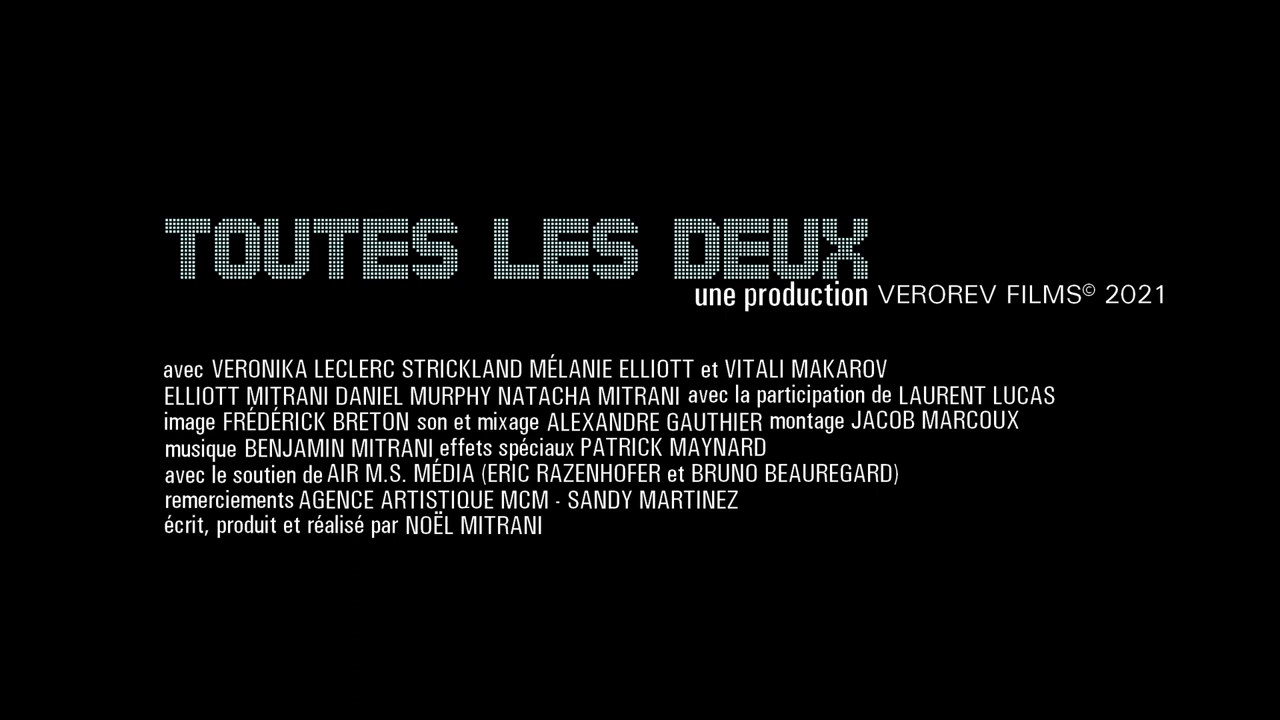 TOUTES LES DEUX
une production VEROREV FILMS© 2021
avec VERONIKA LECLERC STRICKLAND MÉLANIE ELLIOTT et VITALI MAKAROV
ELLIOTT MITRANI DANIEL MURPHY NATACHA MITRANI avec la participation de LAURENT LUCAS
image FRÉDÉRICK BRETON son et mixage ALEXANDRE GAUTHIER montage JACOB MARCOUX
musique BENJAMIN MITRANI effets spéciaux PATRICK MAYNARD
avec le soutien de AIR M.S. MÉDIA (ERIC RAZENHOFER et BRUNO BEAUREGARD)
remerciements AGENCE ARTISTIQUE MCM - SANDY MARTINEZ
écrit, produit et réalisé par NOËL MITRANI